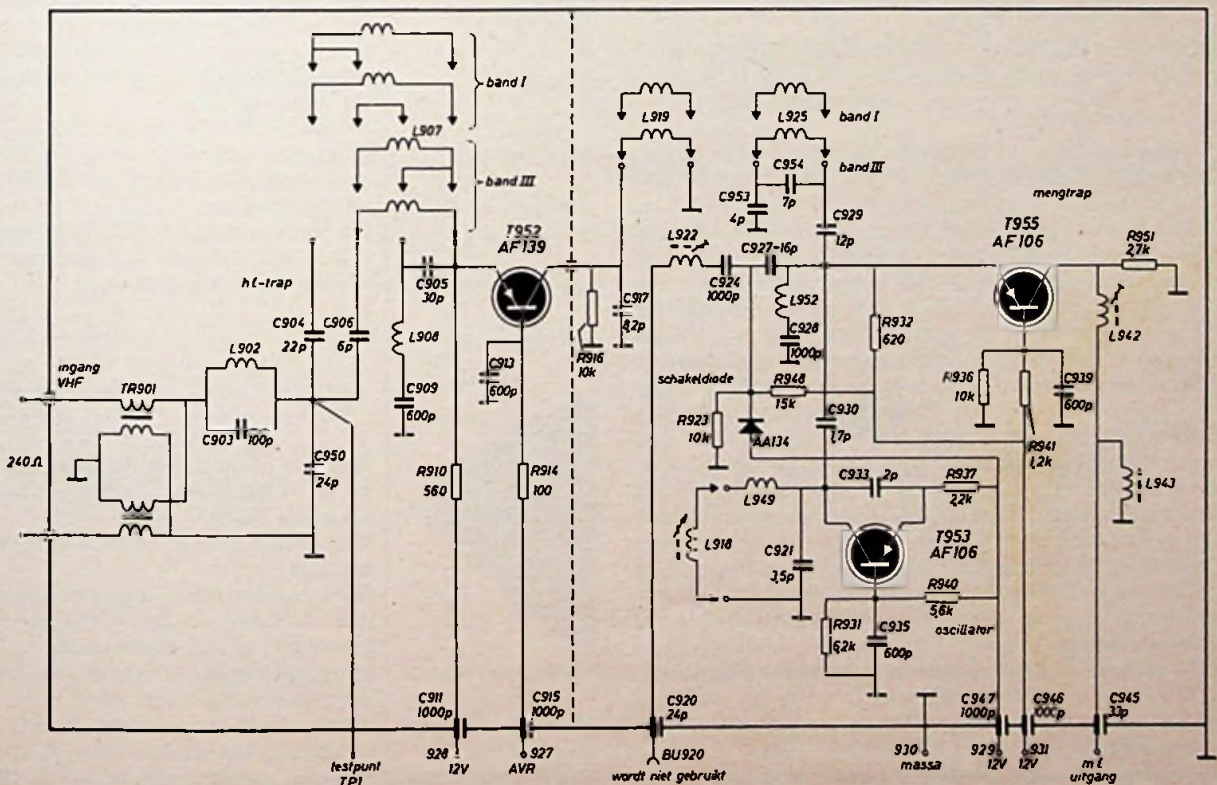 band I
L907
band III
L919
L925
band I
band III
C954
7p
C953
4p
C929
12p
mengtrap
T952
AF139
T955
AF106
R951
2,7k
L922
C927-16p
C924
1000p
hf-trap
C905
30p
C904
22p
C906
6p
L908
C917
8,2p
L952
C928
1000p
R932
620
L942
ingang
VHF
TR901
L902
C903
100p
C909
600p
C913
600p
R916
10k
schakeldiode
R948
15k
R936
10k
C939
600p
R923
10k
AA134
C930
1,7p
R941
1,2k
240Ω
C950
24p
R910
560
R914
100
C933
2p
R937
2,2k
L949
L943
L918
T953
AF106
C921
3,5p
R940
5,6k
oscillator
R931
6,2k
C935
600p
C911
1000p
C915
1000p
C920
24p
C947
1000p
C946
1000p
C945
33p
testpunt
TP1
928
12V
927
AVR
BU920
wordt niet gebruikt
930
massa
929
12V
931
12V
m.f.
uitgang